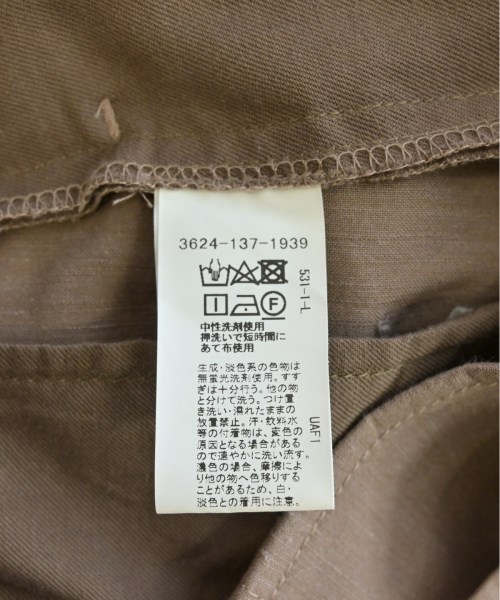 3624-137-1939
531-1-L
F
中性洗剤使用
押洗いで短時間に
あて布使用
生成・淡色系の色物は
無蛍光洗剤使用。すす
ぎは十分行う。他の物
と分けて洗う。つけ置
き洗い・濡れたままの
放置禁止。汗・飲料水
等の付着物は、変色の
原因となる場合がある
ので速やかに洗い流す。
濃色の場合、摩擦によ
り他の物へ色移りする
ことがあるため、白・
淡色との着用に注意。
UAF1